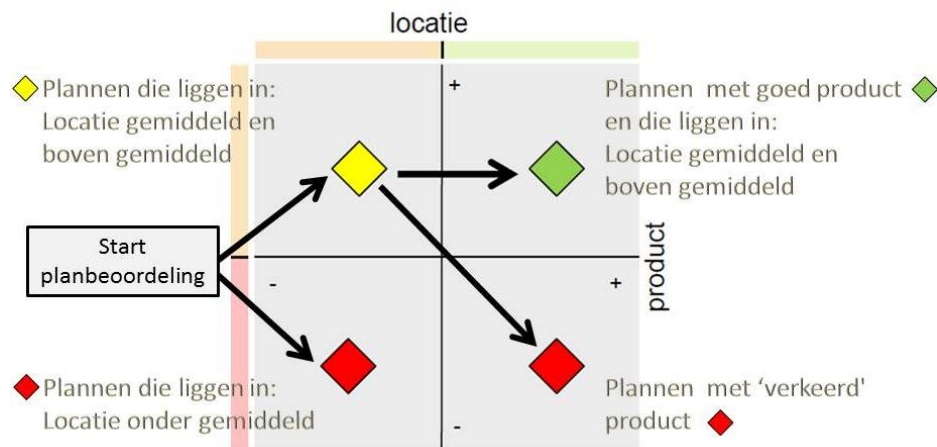 locatie
Plannen die liggen in:
Locatie gemiddeld en
boven gemiddeld
+
Plannen met goed product
en die liggen in:
Locatie gemiddeld en
boven gemiddeld
Start
planbeoordeling
-
+
product
Plannen die liggen in:
Locatie onder gemiddeld
-
Plannen met ‘verkeerd'
product